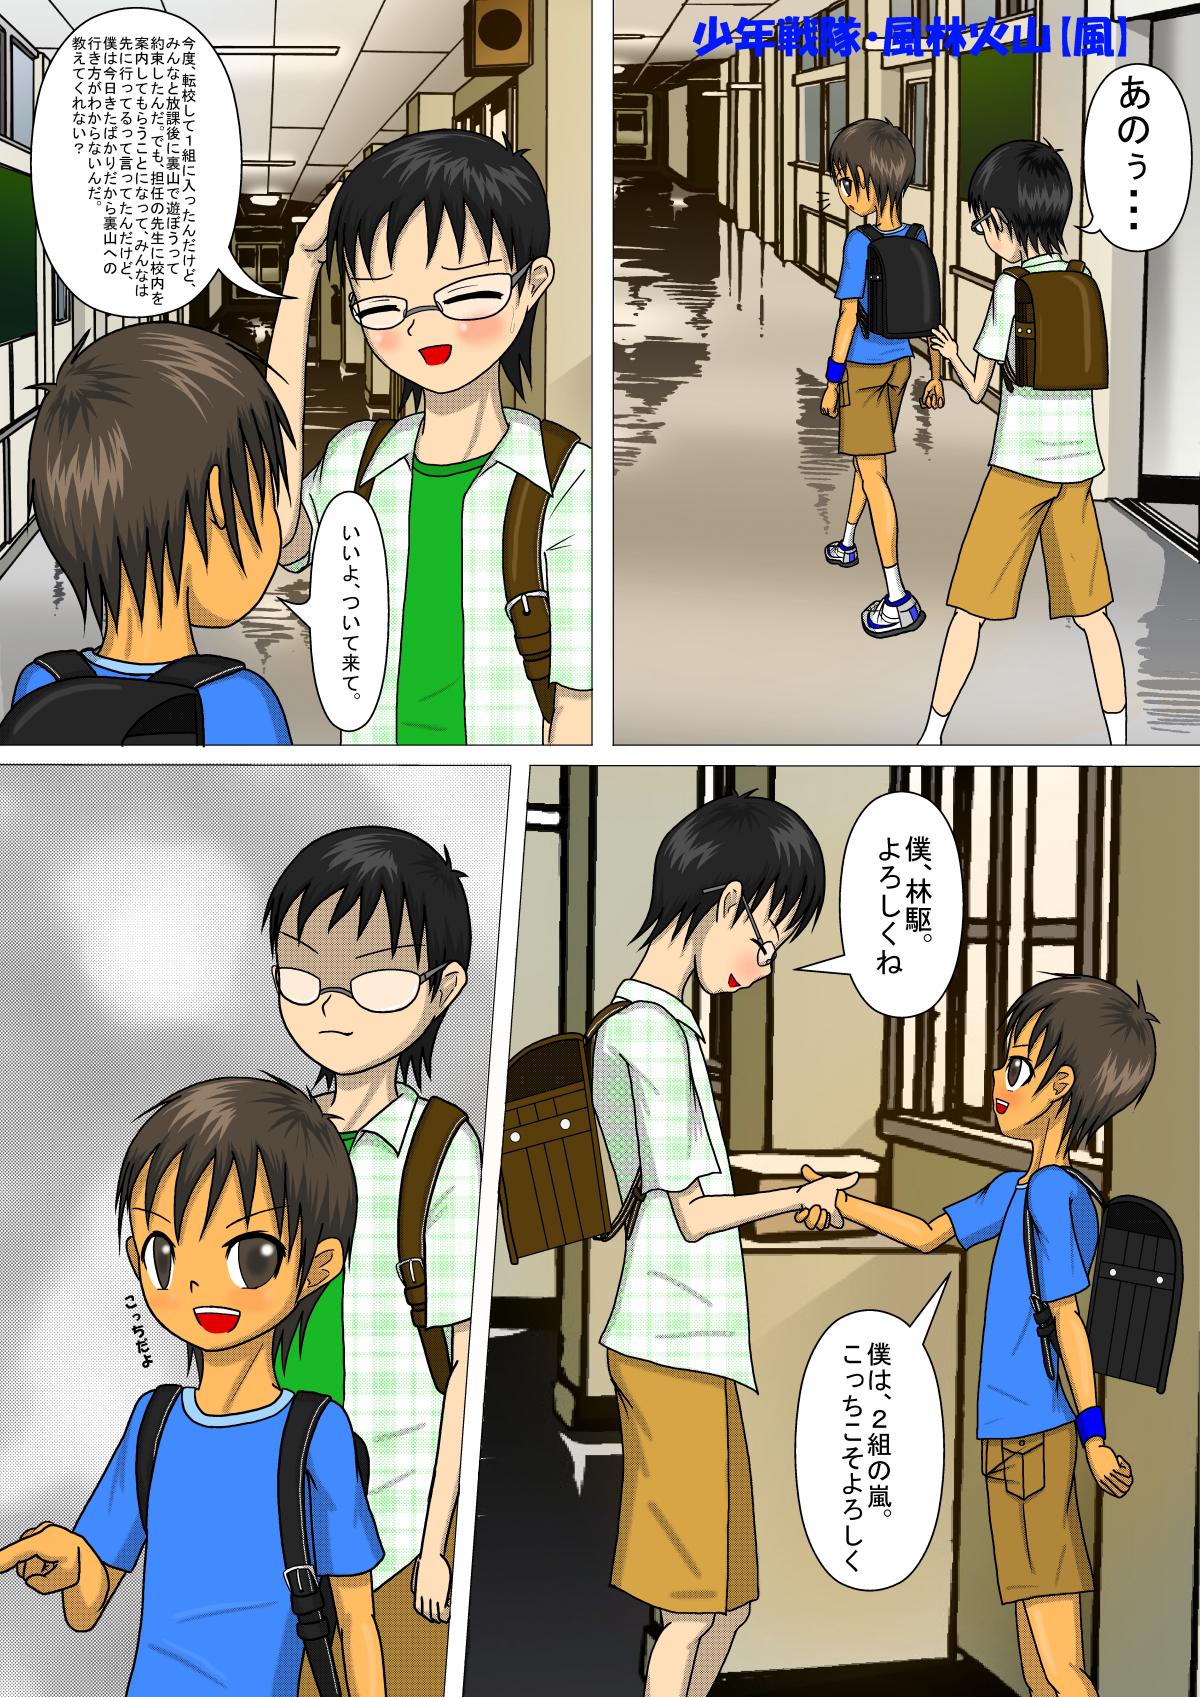 少年戦隊・風林火山【風】
あのぅ・・・
今度、転校して１組に入ったんだけど、
みんなと放課後に裏山で遊ぼうって
約束したんだ。でも、担任の先生に校内を
案内してもらうことになって、みんなは
先に行ってるって言ってたんだけど、
僕は今日きたばかりだから裏山への
行き方がわからないんだ。
教えてくれない？
いいよ、ついて来て。
僕、林駆。
よろしくね
僕は、２組の嵐。
こっちこそよろしく
こっちだよ